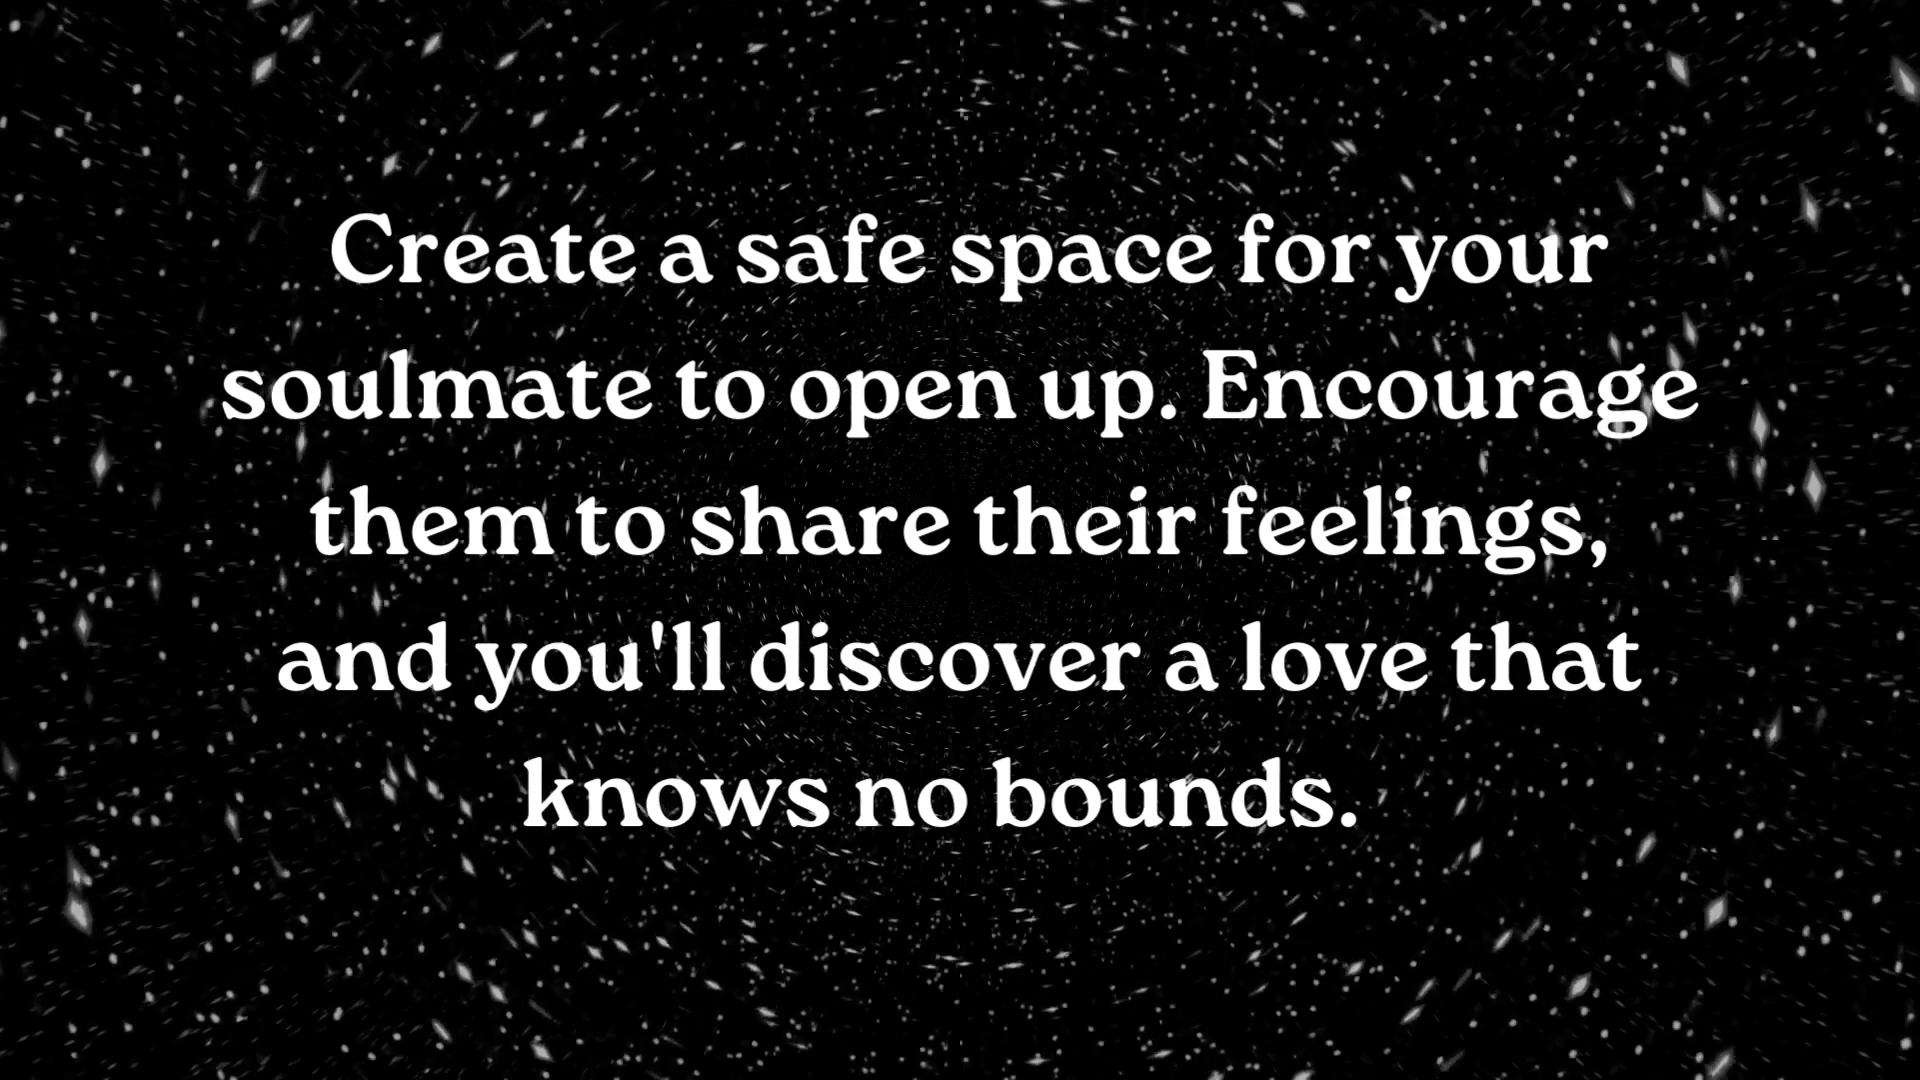 Create a safe space for your
soulmate to open up. Encourage
them to share their feelings,
and you'll discover a love that
knows no bounds.